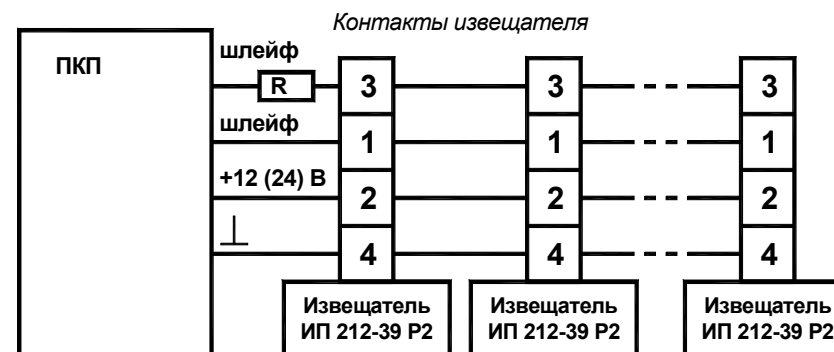 Контакты извещателя
ПКП
шлейф
R
3 3 3
шлейф
1 1 1
+12 (24) В
2 2 2
4 4 4
Извещатель Извещатель Извещатель
ИП 212-39 Р2 ИП 212-39 Р2 ИП 212-39 Р2